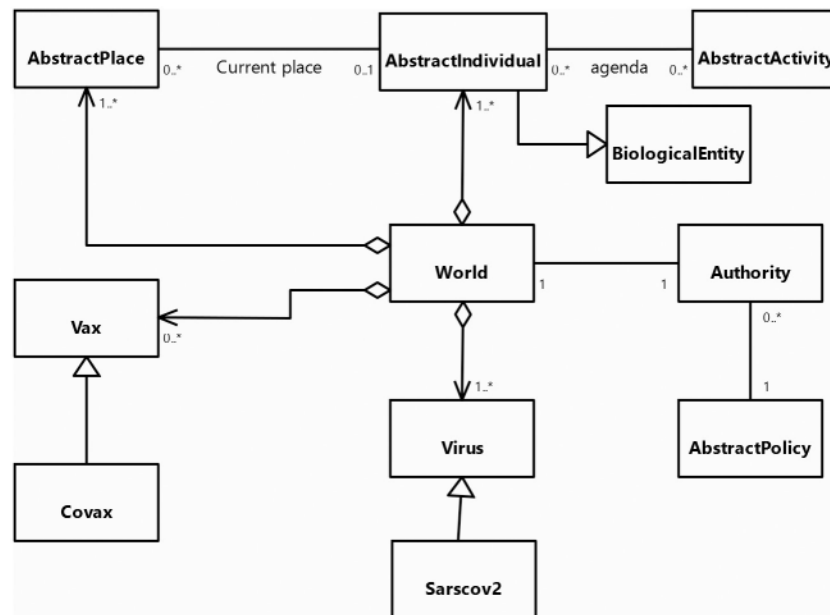 AbstractPlace
0..*
Current place
0..1
AbstractIndividual
0..*
agenda
0..*
AbstractActivity
1..*
1..*
BiologicalEntity
World
1
1
Authority
Vax
0..*
0..*
1..*
1
Virus
AbstractPolicy
Covax
Sarscov2